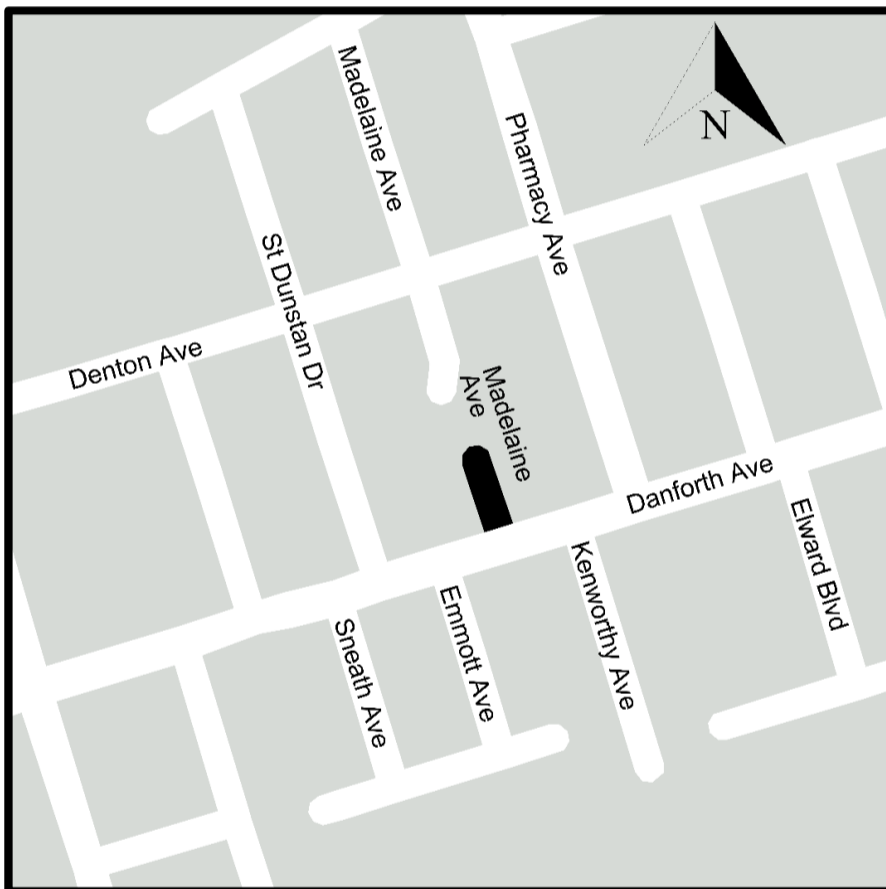 Madelaine Ave
Pharmacy Ave
N
St Dunstan Dr
Denton Ave
Madelaine
Ave
Danforth Ave
Elward Blvd
Kenworthy Ave
Emmott Ave
Sneath Ave